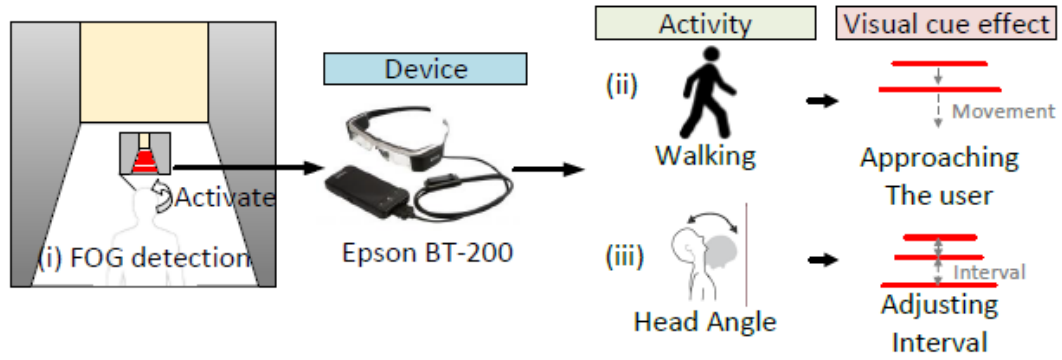 Activate
(i) FOG detection
Device
Epson BT-200
Activity
Visual cue effect
(ii)
Walking
Movement
Approaching
The user
(iii)
Head Angle
Interval
Adjusting
Interval